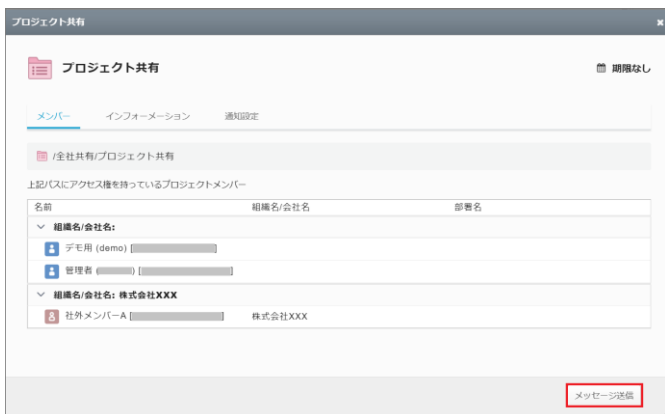 プロジェクト共有
プロジェクト共有
期限なし
メンバー インフォーメーション 通知設定
/全社共有/プロジェクト共有
上記パスにアクセス権を持っているプロジェクトメンバー
名前 組織名/会社名 部署名
組織名/会社名:
デモ用 (demo) [ ]
管理者 ( ) [ ]
組織名/会社名: 株式会社XXX
社外メンバーA [ ] 株式会社XXX
メッセージ送信